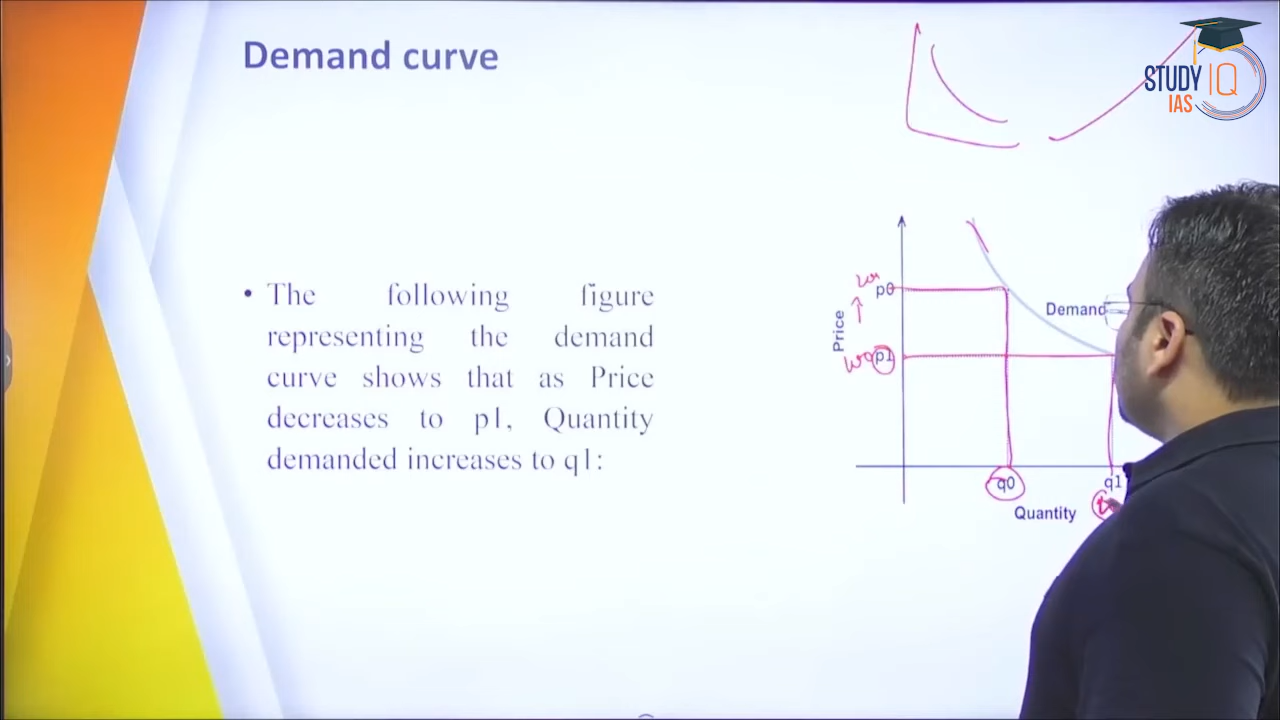 Demand curve
STUDY IQ
IAS
• The following figure
representing the demand
curve shows that as Price
decreases to p1, Quantity
demanded increases to q1:
Price
p0
p1
Demand
q0
q1
Quantity